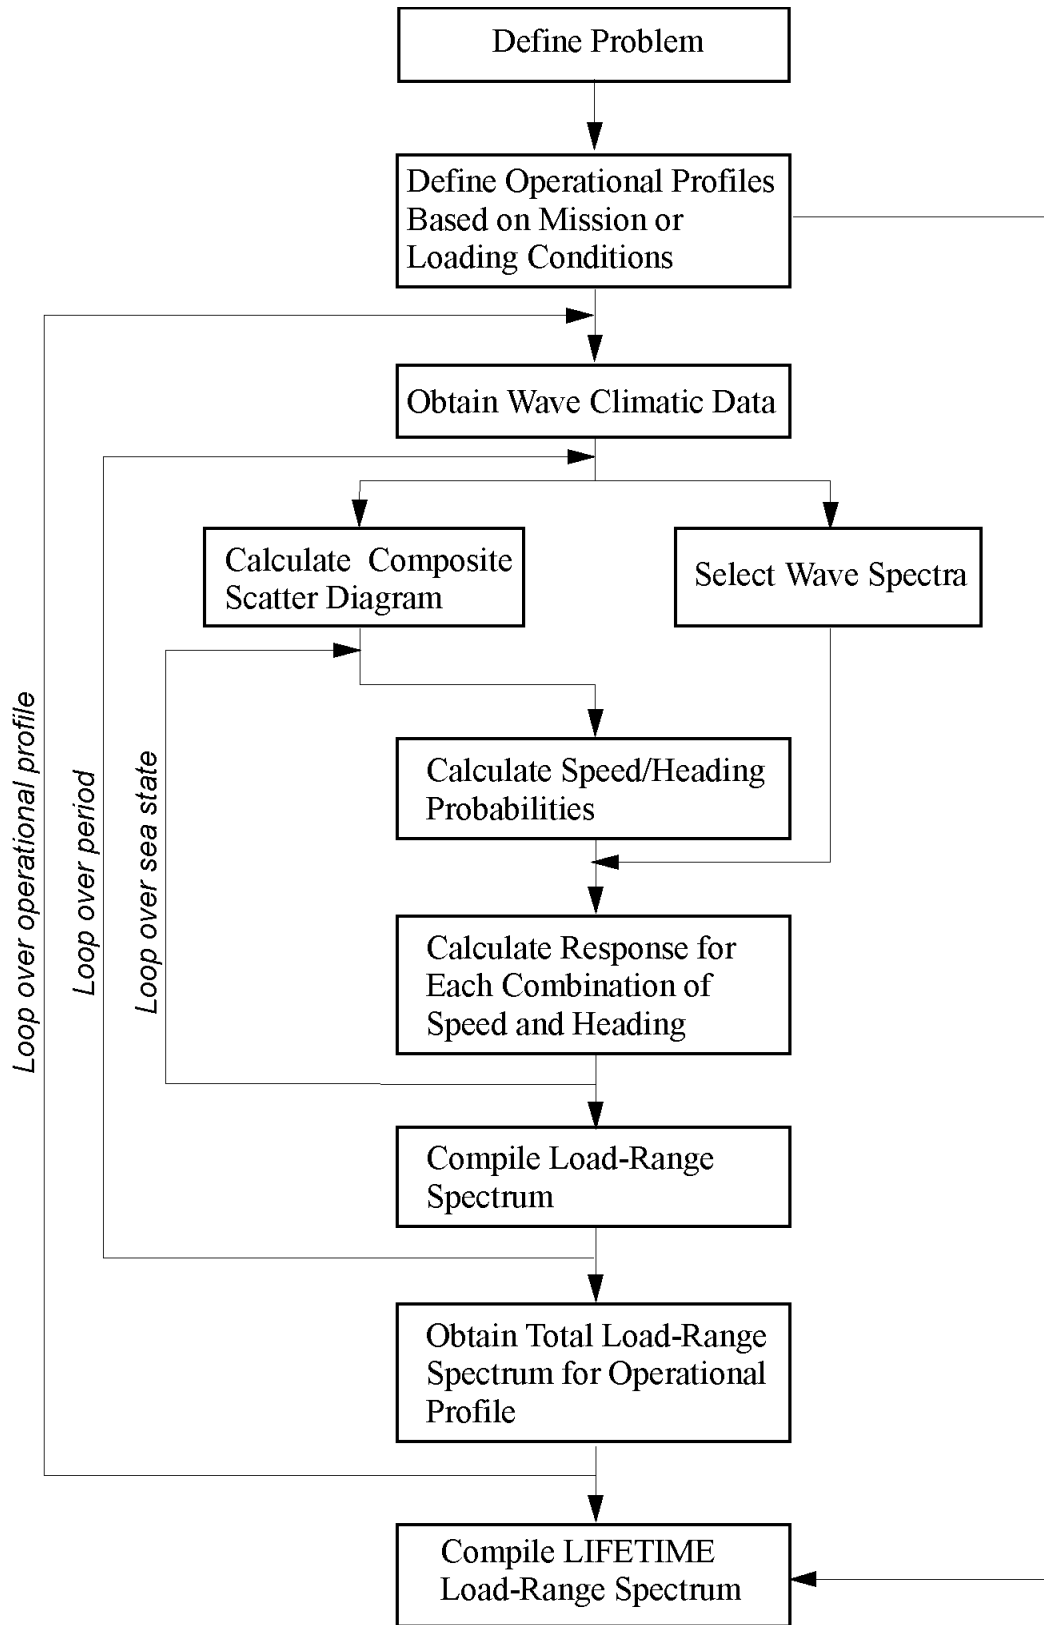 Define Problem
Define Operational Profiles
Based on Mission or
Loading Conditions
Obtain Wave Climatic Data
Calculate Composite
Scatter Diagram
Select Wave Spectra
Calculate Speed/Heading
Probabilities
Calculate Response for
Each Combination of
Speed and Heading
Compile Load-Range
Spectrum
Obtain Total Load-Range
Spectrum for Operational
Profile
Compile LIFETIME
Load-Range Spectrum
Loop over operational profile
Loop over period
Loop over sea state